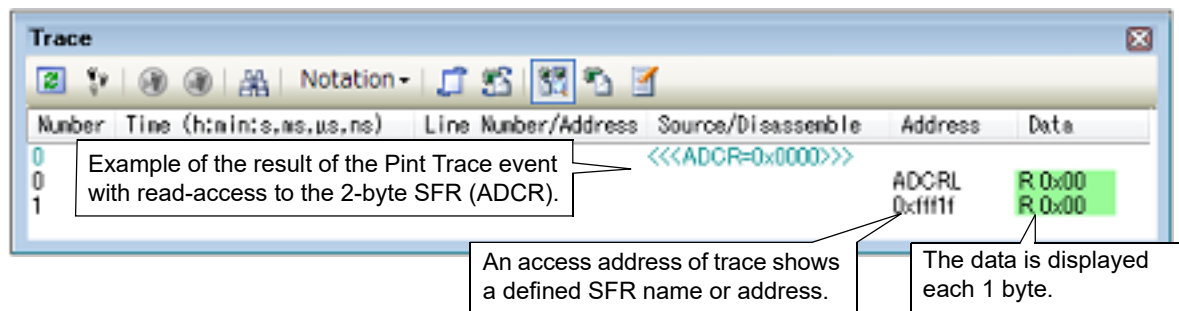 Trace
Notation
Number Time (h:min:s,ms,µs,ns) Line Number/Address Source/Disassemble Address Data
0 <<<ADCR=0x0000>>>
0 ADCRL R 0x00
1 0xfff1f R 0x00
Example of the result of the Pint Trace event
with read-access to the 2-byte SFR (ADCR).
An access address of trace shows
a defined SFR name or address.
The data is displayed
each 1 byte.